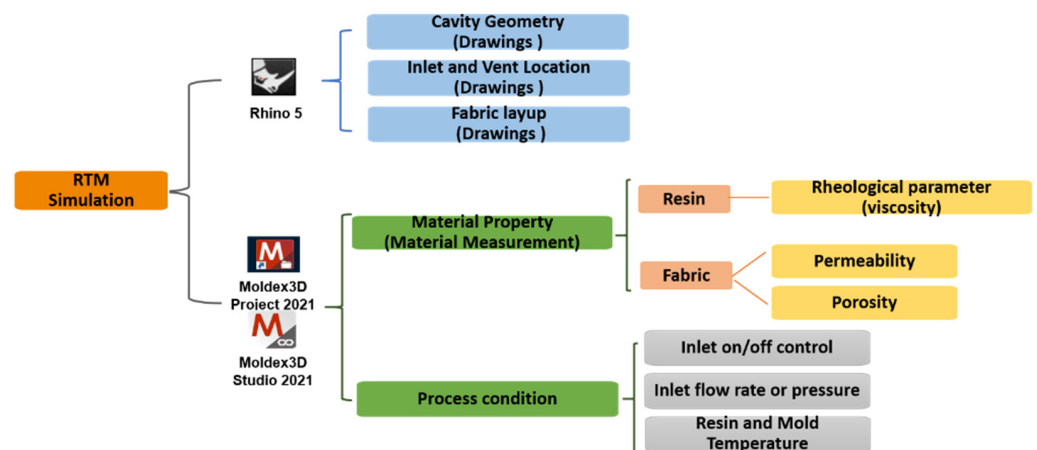 Cavity Geometry
(Drawings )
Inlet and Vent Location
(Drawings )
Fabric layup
(Drawings )
Rhino 5
RTM
Simulation
Material Property
(Material Measurement)
Resin
Rheological parameter
(viscosity)
Fabric
Permeability
Porosity
M
Moldex3D
Project 2021
M
Moldex3D
Studio 2021
Process condition
Inlet on/off control
Inlet flow rate or pressure
Resin and Mold
Temperature